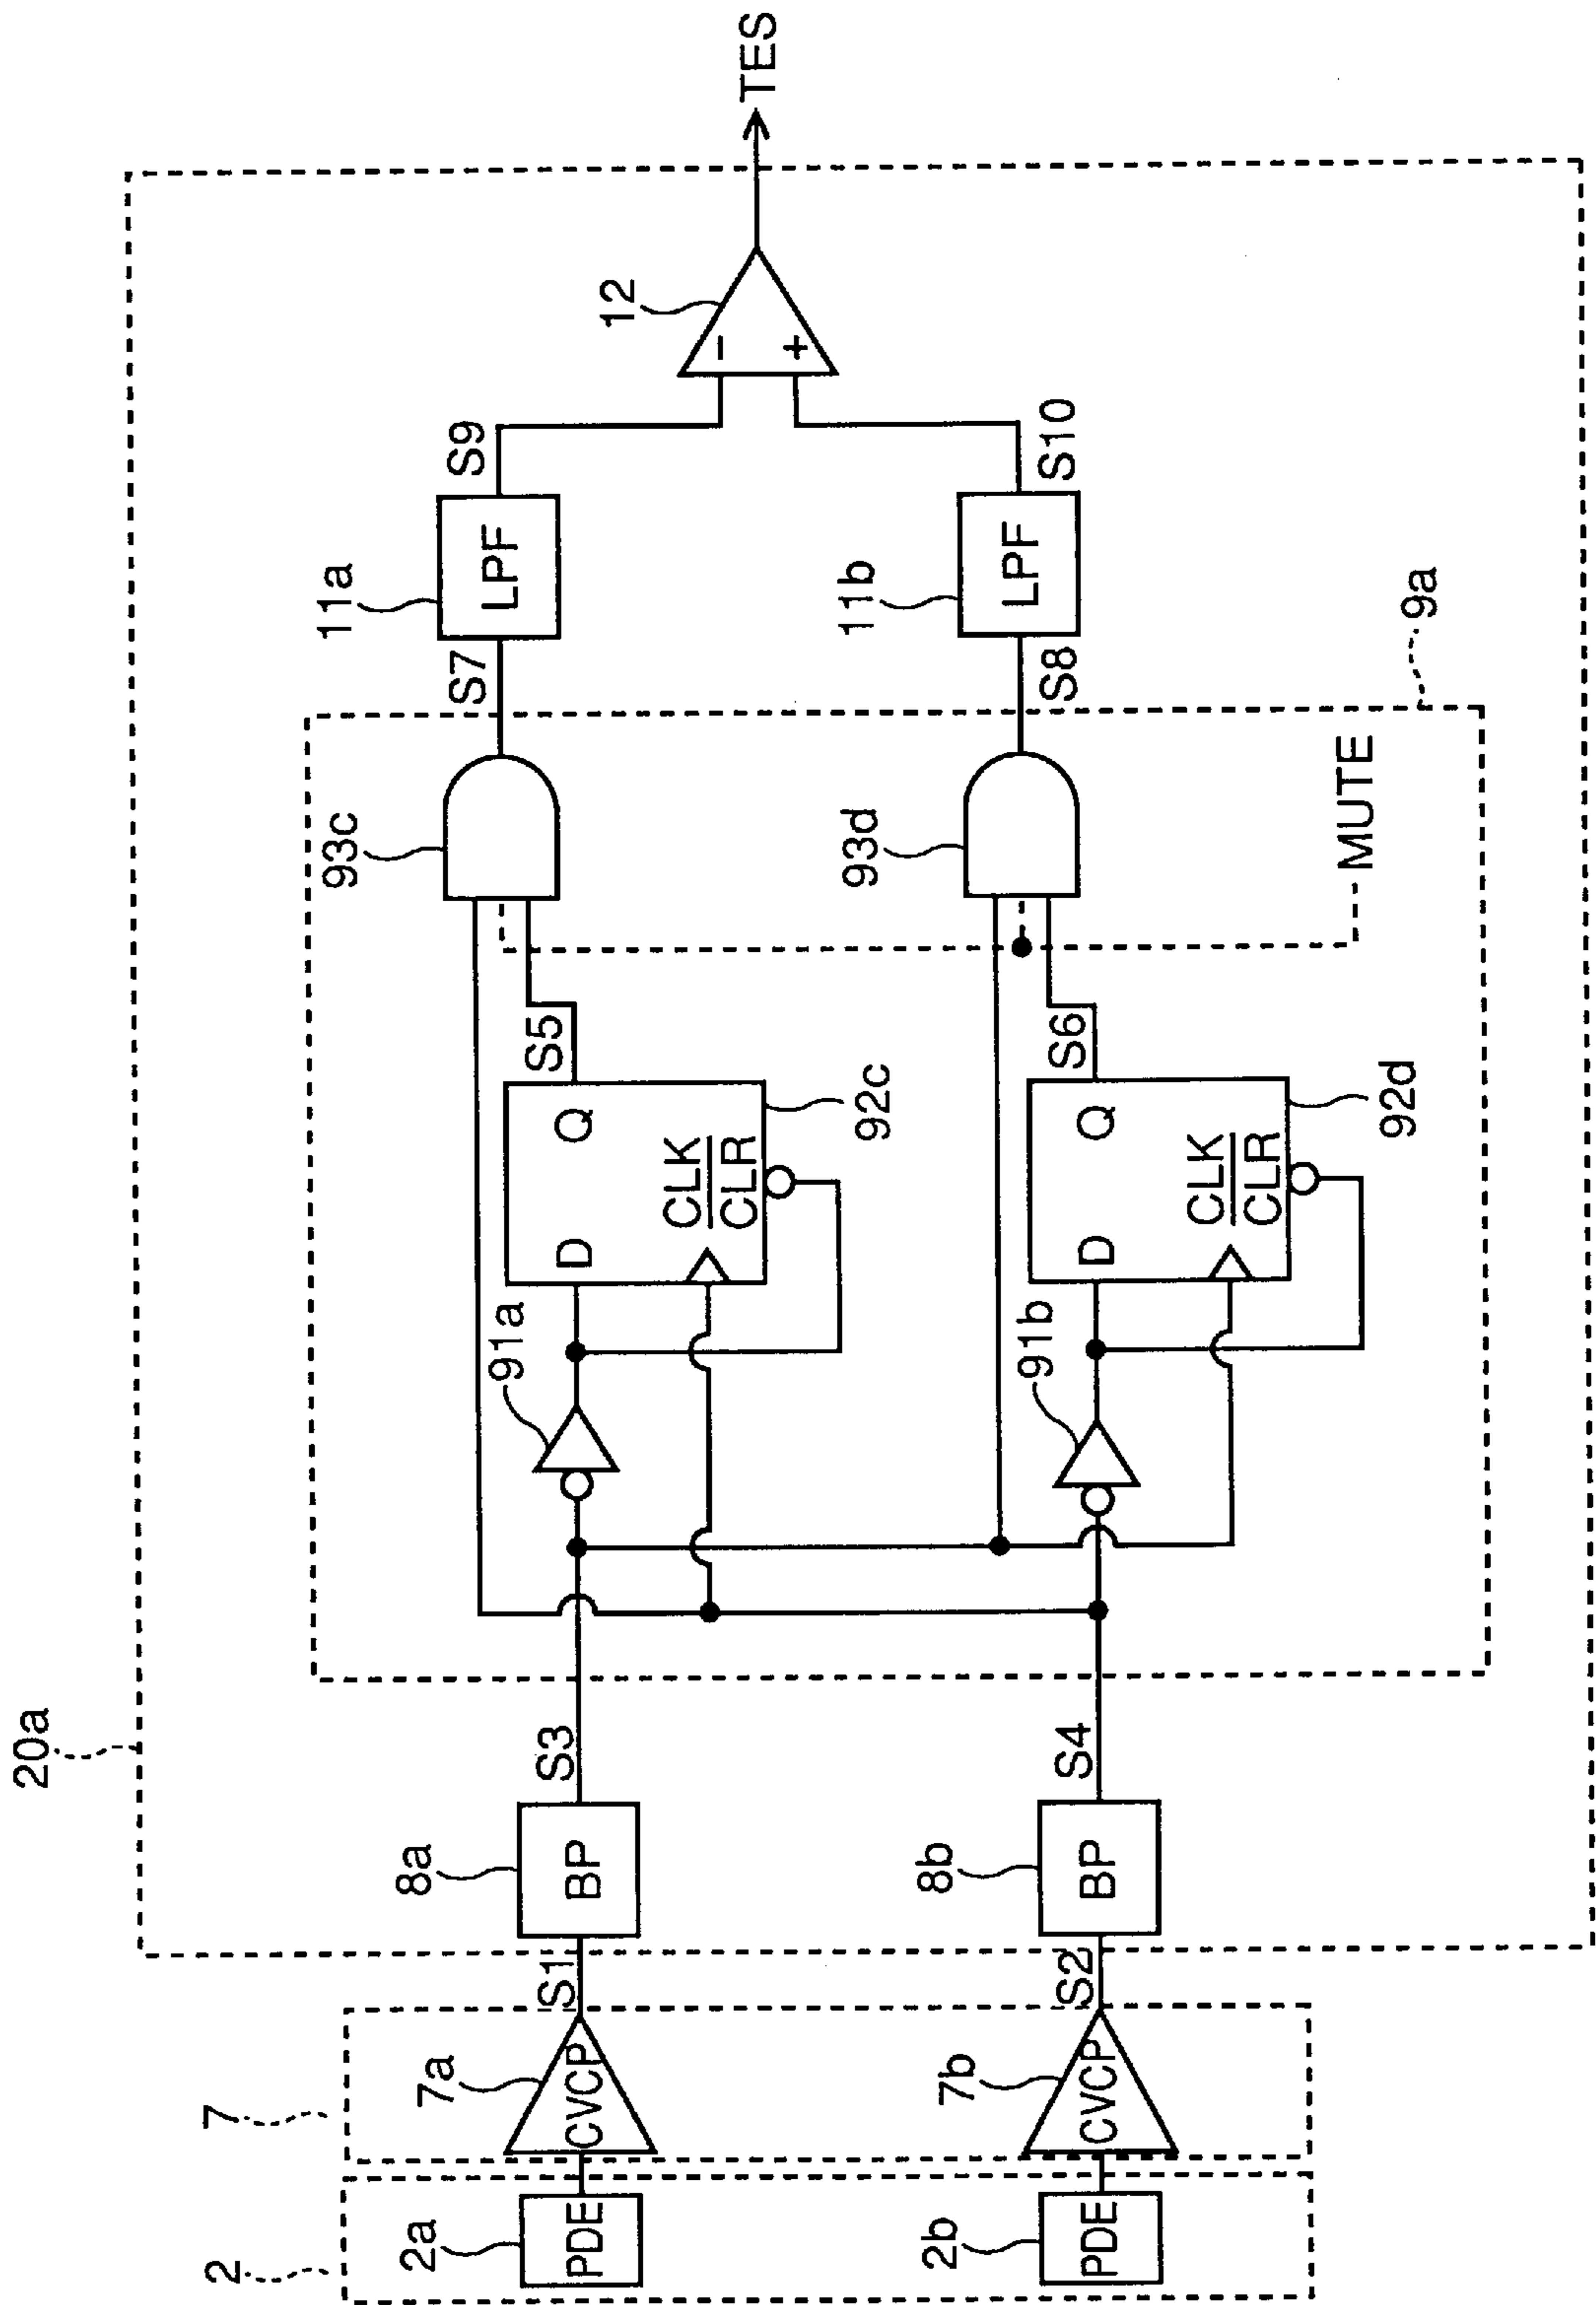 20a
2
2a
PDE
2b
PDE
7
7a
CVCP
7b
CVCP
S1
S2
8a
BP
8b
BP
S3
S4
91a
91b
D
Q
CLK
CLR
92c
D
Q
CLK
CLR
92d
S5
S6
93c
93d
MUTE
9a
S7
S8
11a
LPF
11b
LPF
S9
S10
12
−
+
TES